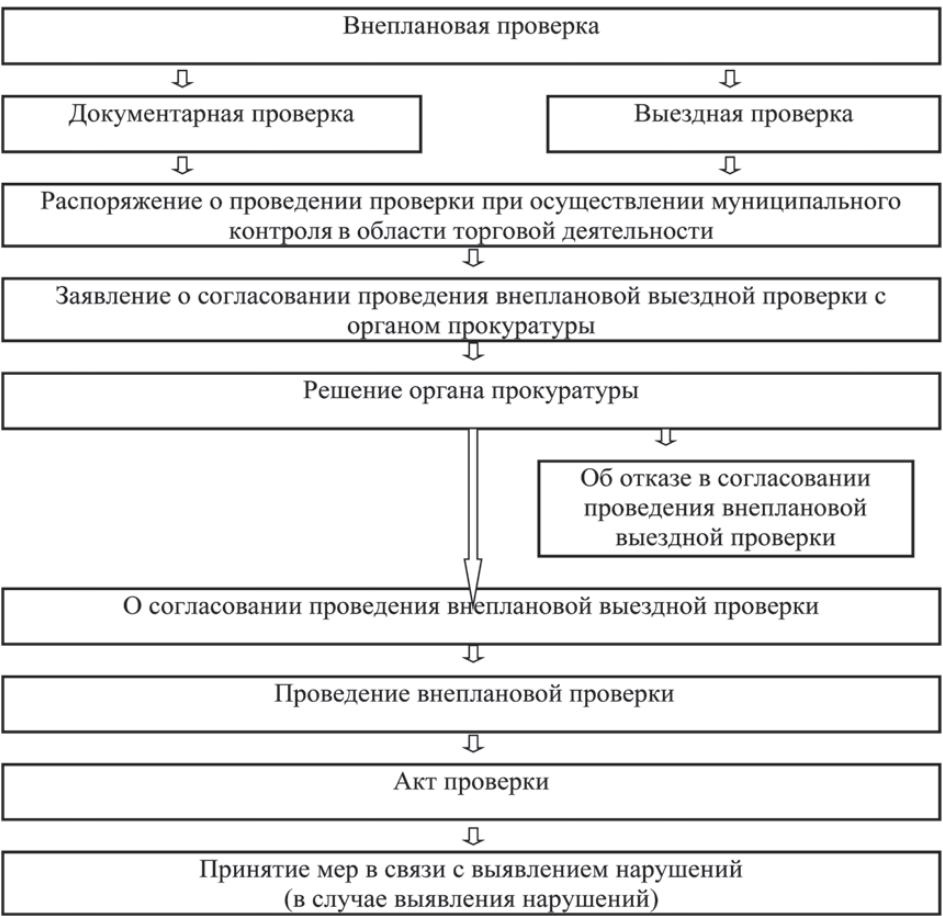 Внеплановая проверка
Документарная проверка
Выездная проверка
Распоряжение о проведении проверки при осуществлении муниципального
контроля в области торговой деятельности
Заявление о согласовании проведения внеплановой выездной проверки с
органом прокуратуры
Решение органа прокуратуры
Об отказе в согласовании
проведения внеплановой
выездной проверки
О согласовании проведения внеплановой выездной проверки
Проведение внеплановой проверки
Акт проверки
Принятие мер в связи с выявлением нарушений
(в случае выявления нарушений)